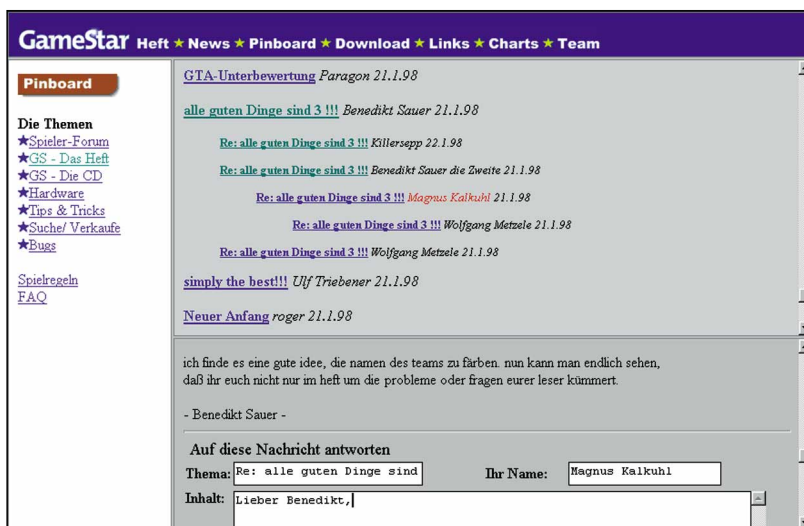 GameStar Heft ★ News ★ Pinboard ★ Download ★ Links ★ Charts ★ Team
Pinboard
Die Themen
★Spieler-Forum
★GS - Das Heft
★GS - Die CD
★Hardware
★Tips & Tricks
★Suche/ Verkaufe
★Bugs
Spielregeln
FAQ
GTA-Unterbewertung Paragon 21.1.98
alle guten Dinge sind 3 !!! Benedikt Sauer 21.1.98
Re: alle guten Dinge sind 3 !!! Killersepp 22.1.98
Re: alle guten Dinge sind 3 !!! Benedikt Sauer die Zweite 21.1.98
Re: alle guten Dinge sind 3 !!! Magnus Kalkuhl 21.1.98
Re: alle guten Dinge sind 3 !!! Wolfgang Metzele 21.1.98
Re: alle guten Dinge sind 3 !!! Wolfgang Metzele 21.1.98
simply the best!!! Ulf Triebener 21.1.98
Neuer Anfang roger 21.1.98
ich finde es eine gute idee, die namen des teams zu färben. nun kann man endlich sehen,
daß ihr euch nicht nur im heft um die probleme oder fragen eurer leser kümmert.
- Benedikt Sauer -
Auf diese Nachricht antworten
Thema: Re: alle guten Dinge sind Ihr Name: Magnus Kalkuhl
Inhalt: Lieber Benedikt,